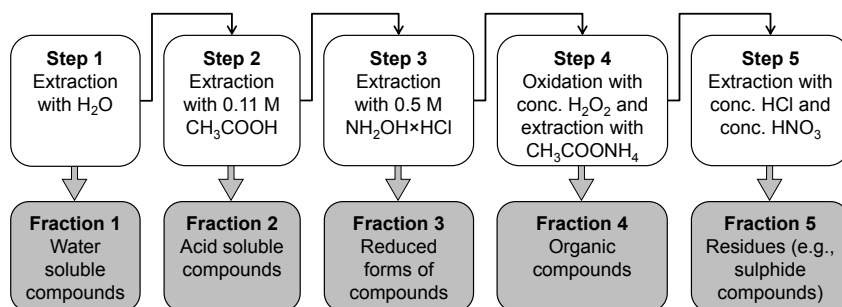 Step 1
Extraction
with H₂O
Step 2
Extraction
with 0.11 M
CH₃COOH
Step 3
Extraction
with 0.5 M
NH₂OH×HCl
Step 4
Oxidation with
conc. H₂O₂ and
extraction with
CH₃COONH₄
Step 5
Extraction with
conc. HCl and
conc. HNO₃
Fraction 1
Water
soluble
compounds
Fraction 2
Acid soluble
compounds
Fraction 3
Reduced
forms of
compounds
Fraction 4
Organic
compounds
Fraction 5
Residues (e.g.,
sulphide
compounds)